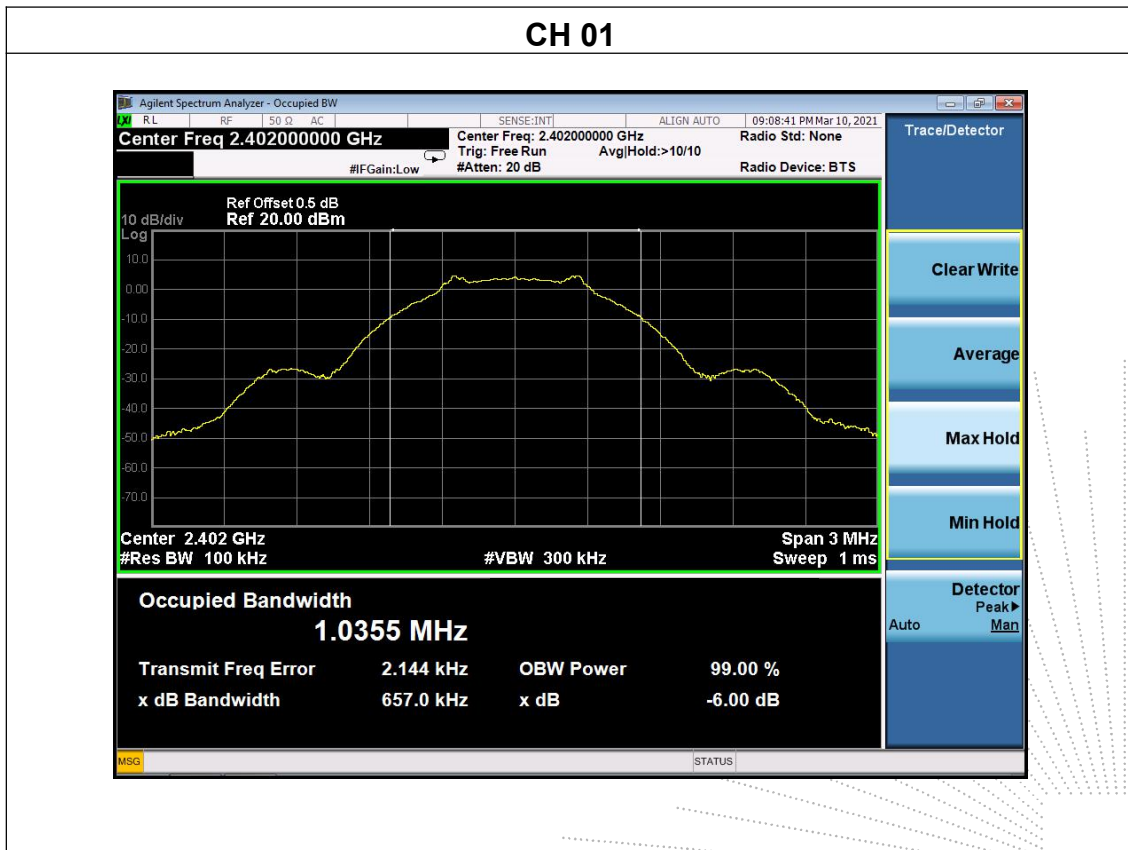 CH 01
Agilent Spectrum Analyzer - Occupied BW
LXI RL RF 50 Ω AC SENSE:INT ALIGN AUTO 09:08:41 PM Mar 10, 2021
Center Freq 2.402000000 GHz Center Freq: 2.402000000 GHz Radio Std: None
Trig: Free Run Avg|Hold:>10/10
#IFGain:Low #Atten: 20 dB Radio Device: BTS
Trace/Detector
Ref Offset 0.5 dB
10 dB/div Ref 20.00 dBm
Log
10.0
0.00
-10.0
-20.0
-30.0
-40.0
-50.0
-60.0
-70.0
Center 2.402 GHz Span 3 MHz
#Res BW 100 kHz #VBW 300 kHz Sweep 1 ms
Clear Write
Average
Max Hold
Min Hold
Detector
Peak▶
Auto Man
Occupied Bandwidth
1.0355 MHz
Transmit Freq Error 2.144 kHz OBW Power 99.00 %
x dB Bandwidth 657.0 kHz x dB -6.00 dB
MSG STATUS